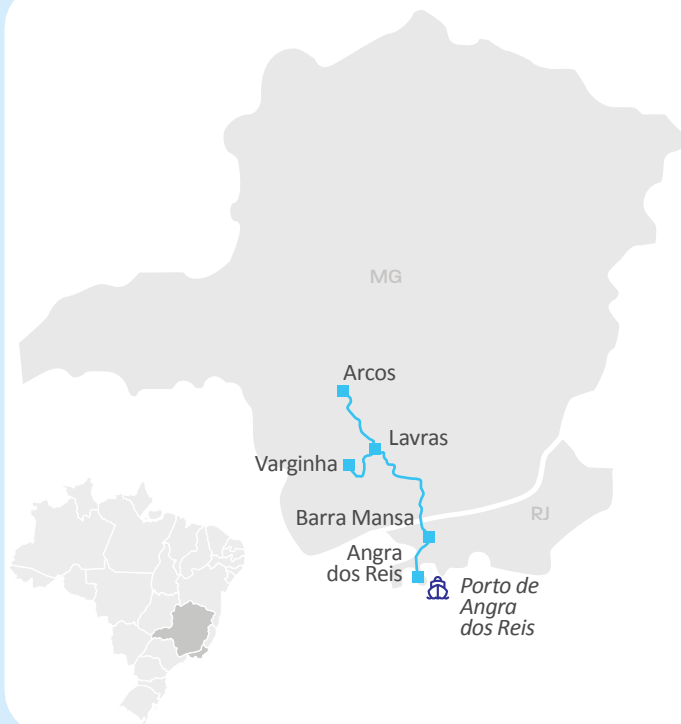 MG
Arcos
Lavras
Varginha
Barra Mansa
RJ
Angra
dos Reis
Porto de
Angra
dos Reis